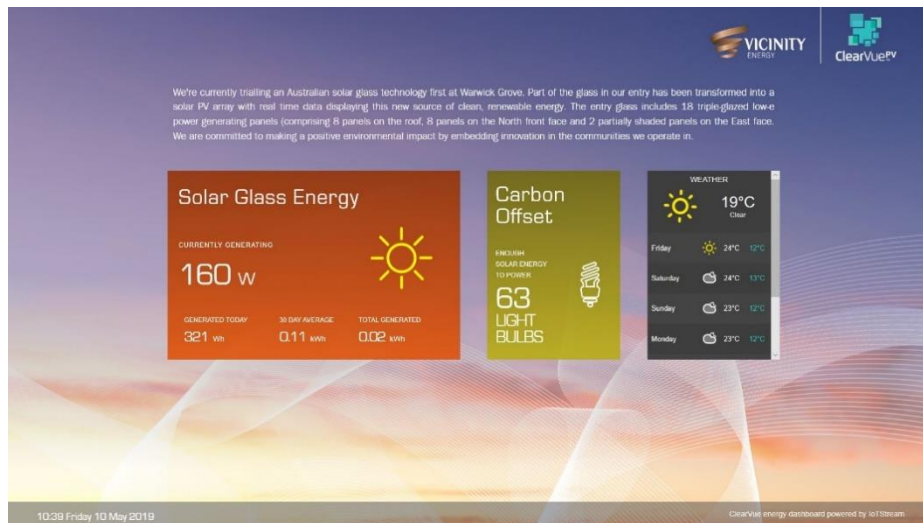 VICINITY
ENERGY
ClearVue PV
We're currently trialling an Australian solar glass technology first at Warwick Grove. Part of the glass in our entry has been transformed into a
solar PV array with real time data displaying this new source of clean, renewable energy. The entry glass includes 18 triple-glazed low-e
power generating panels (comprising 8 panels on the roof, 8 panels on the North front face and 2 partially shaded panels on the East face.
We are committed to making a positive environmental impact by embedding innovation in the communities we operate in.
Solar Glass Energy
CURRENTLY GENERATING
160 W
GENERATED TODAY 30 DAY AVERAGE TOTAL GENERATED
321 Wh 0.11 kWh 0.02 kWh
Carbon
Offset
ENOUGH
SOLAR ENERGY
TO POWER
63
LIGHT
BULBS
WEATHER
19°C
Clear
Friday 24°C 12°C
Saturday 24°C 13°C
Sunday 23°C 12°C
Monday 23°C 12°C
10:39 Friday 10 May 2019
ClearVue energy dashboard powered by IoTStream